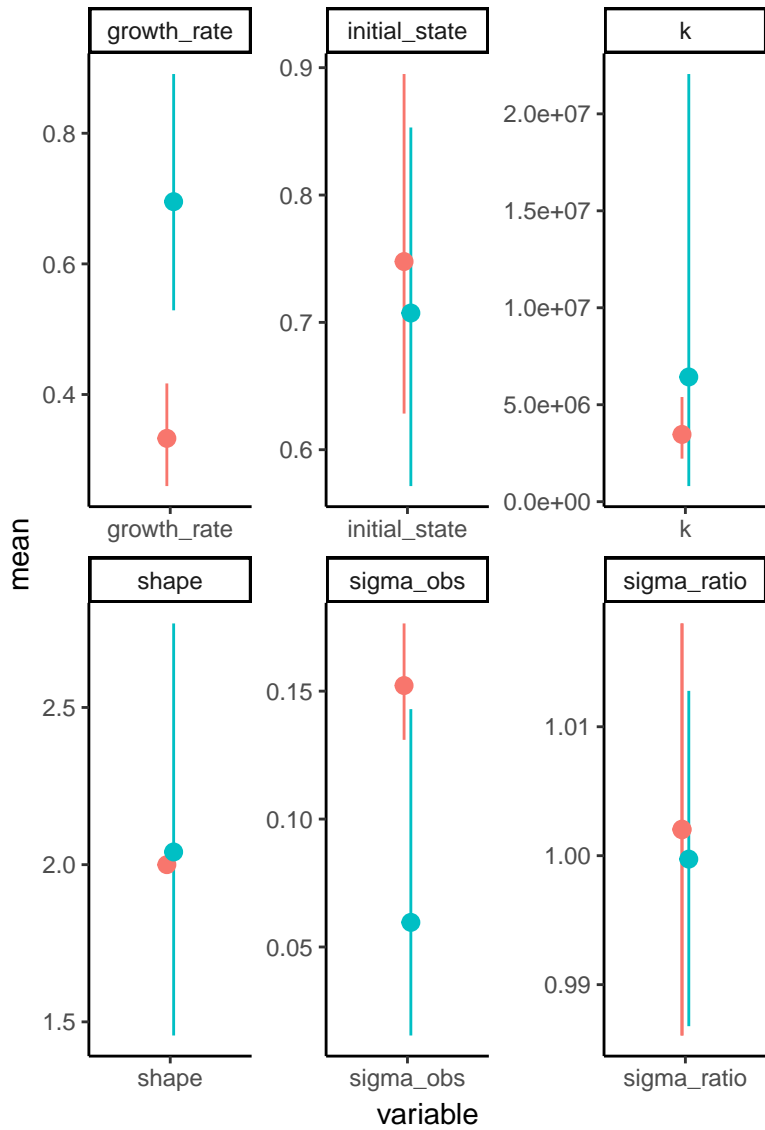 growth_rate
initial_state
k
0.8
0.6
0.4
0.9
0.8
0.7
0.6
2.0e+07
1.5e+07
1.0e+07
5.0e+06
0.0e+00
growth_rate
initial_state
k
mean
shape
sigma_obs
sigma_ratio
2.5
2.0
1.5
0.15
0.10
0.05
1.01
1.00
0.99
shape
sigma_obs
sigma_ratio
variable